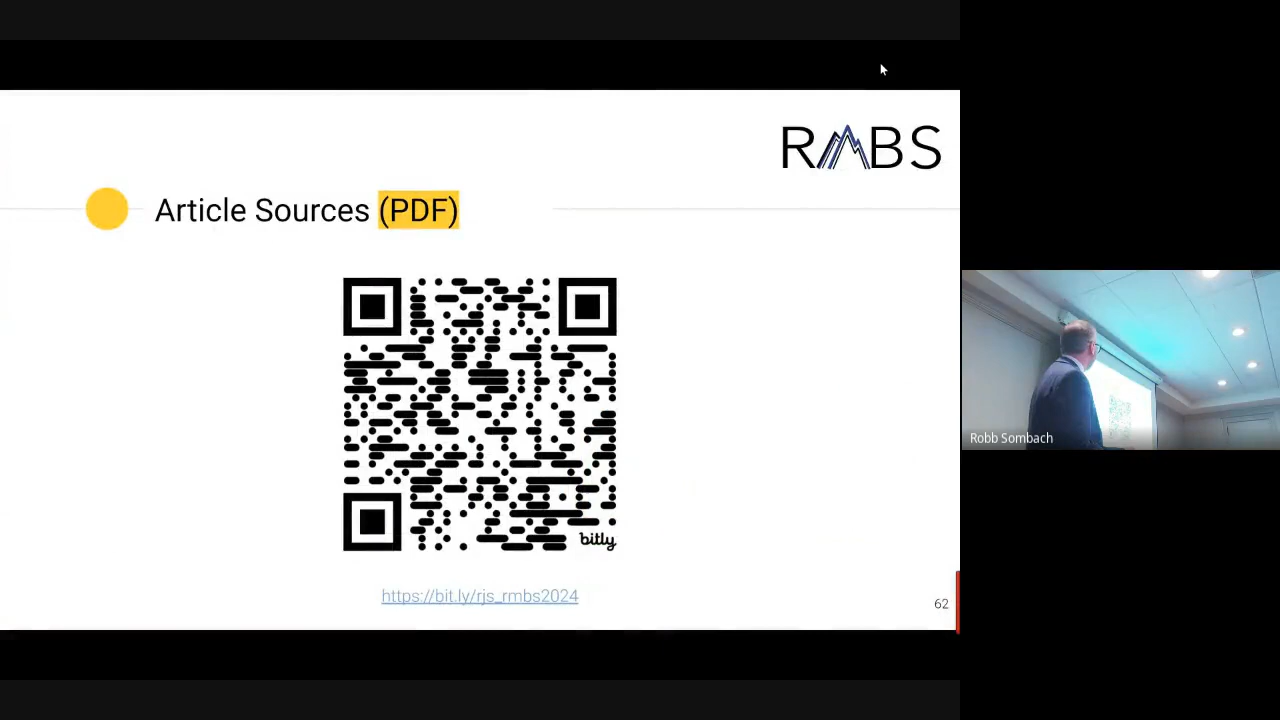 RMBS
Article Sources (PDF)
bitly
https://bit.ly/rjs_rmbs2024
62
Robb Sombach